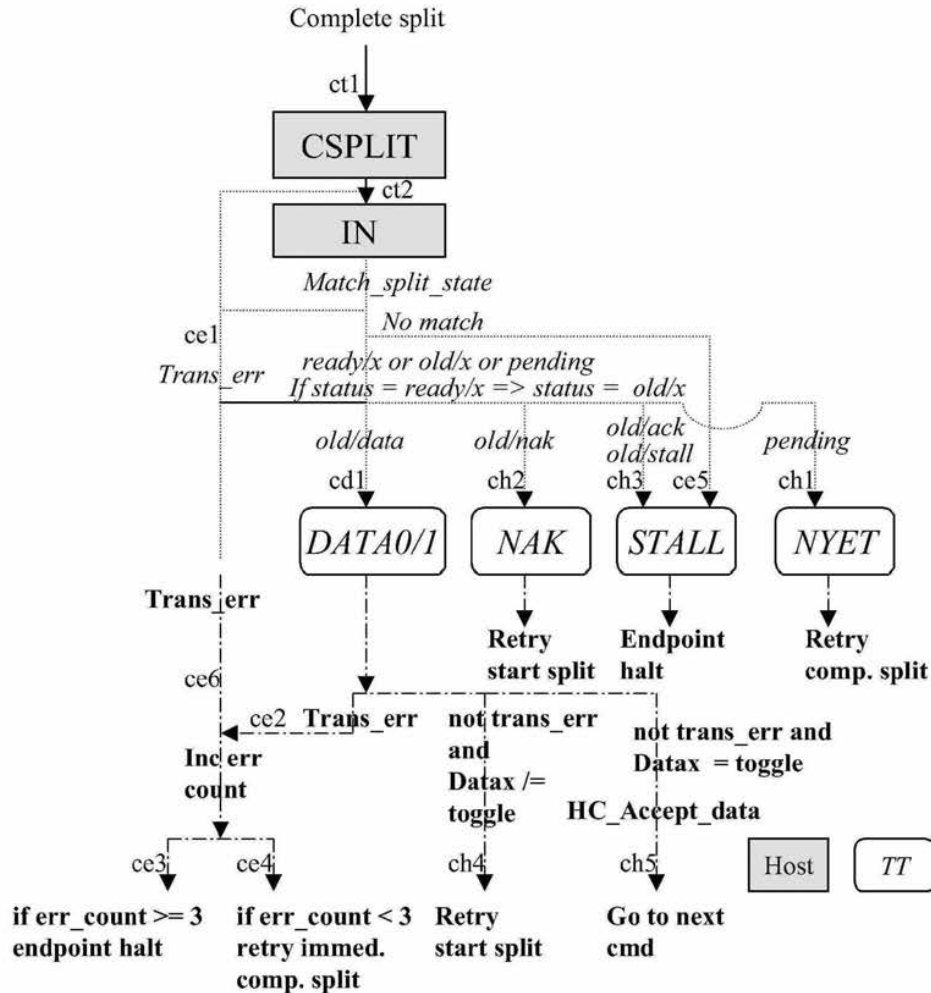 Complete split
ct1
CSPLIT
ct2
IN
Match_split_state
No match
ce1
Trans_err
ready/x or old/x or pending
If status = ready/x => status = old/x
old/data
old/nak
old/ack
old/stall
pending
cd1
ch2
ch3
ce5
ch1
DATA0/1
NAK
STALL
NYET
Trans_err
Retry
start split
Endpoint
halt
Retry
comp. split
ce6
ce2
Trans_err
not trans_err
and
Datax /=
toggle
not trans_err and
Datax = toggle
Inc err
count
HC_Accept_data
ce3
ce4
ch4
ch5
Host
TT
if err_count >= 3
endpoint halt
if err_count < 3
retry immed.
comp. split
Retry
start split
Go to next
cmd